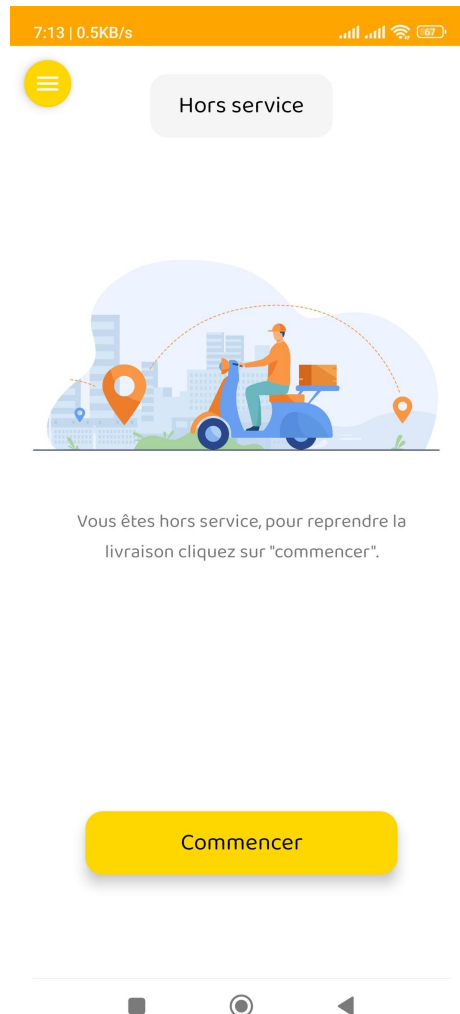 7:13 | 0.5KB/s
67
Hors service
Vous êtes hors service, pour reprendre la
livraison cliquez sur "commencer".
Commencer